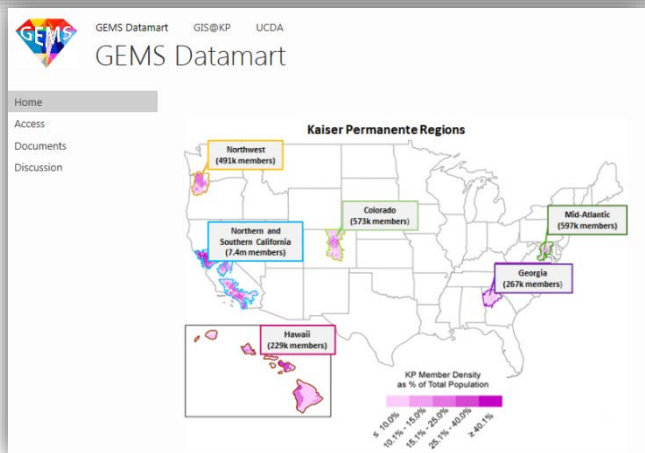 GEMS
GEMS Datamart GIS@KP UCDA
GEMS Datamart
Home
Access
Documents
Discussion
Kaiser Permanente Regions
Northwest
(491k members)
Colorado
(573k members)
Mid-Atlantic
(597k members)
Northern and
Southern California
(7.4m members)
Georgia
(267k members)
Hawaii
(229k members)
KP Member Density
as % of Total Population
≤ 10.0%
10.1% - 15.0%
15.1% - 25.0%
25.1% - 40.0%
≥ 40.1%